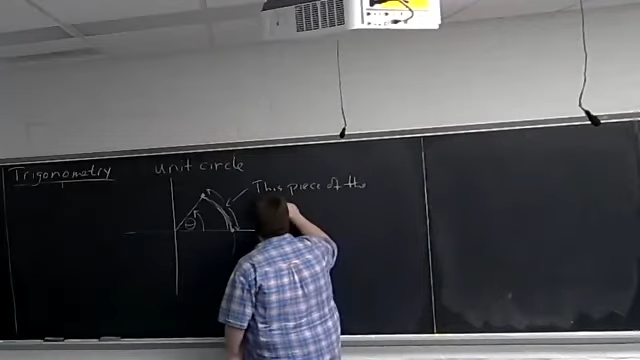 Trigonometry
unit circle
This piece of the
θ